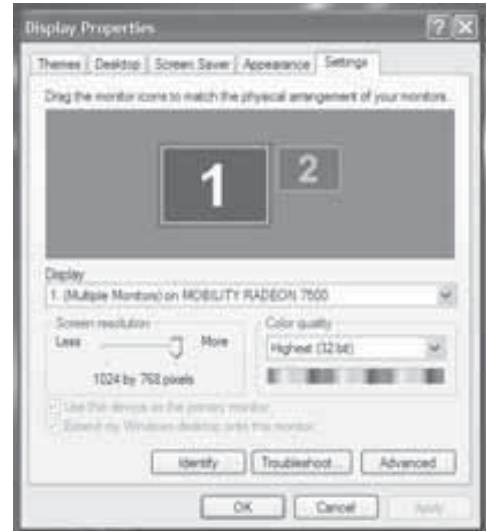 Display Properties
Themes Desktop Screen Saver Appearance Settings
Drag the monitor icons to match the physical arrangement of your monitors.
1 2
Display
1. (Multiple Monitors) on MOBILITY RADEON 7500
Screen resolution Color quality
Less More Highest (32 bit)
1024 by 768 pixels
Use this device as the primary monitor.
Extend my Windows desktop onto this monitor.
Identify Troubleshoot... Advanced
OK Cancel Apply